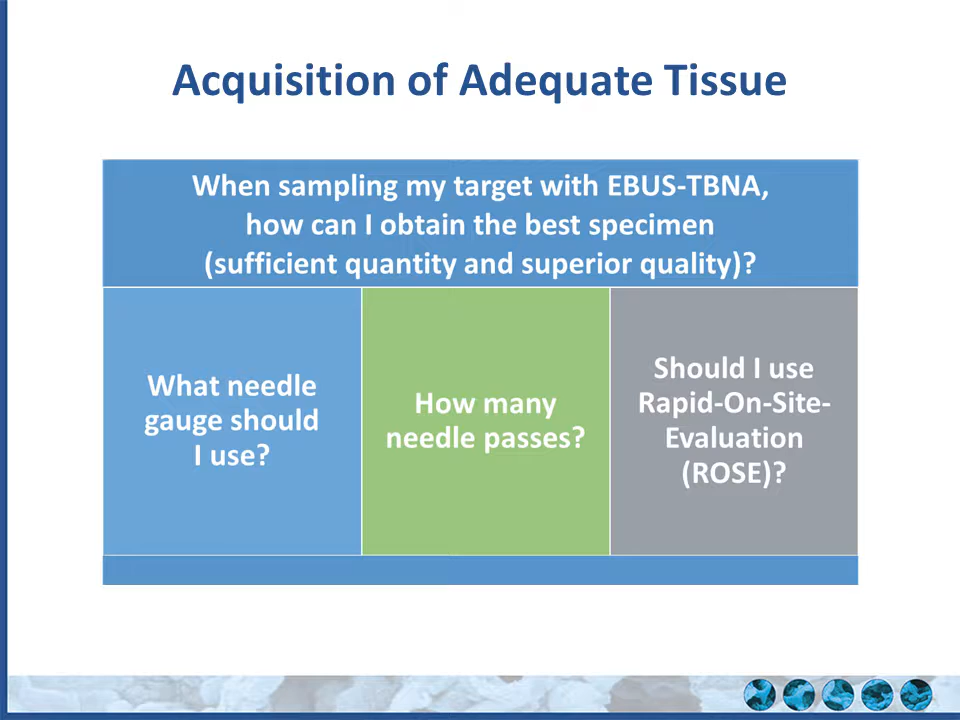 Acquisition of Adequate Tissue
When sampling my target with EBUS-TBNA,
how can I obtain the best specimen
(sufficient quantity and superior quality)?
What needle
gauge should
I use?
How many
needle passes?
Should I use
Rapid-On-Site-
Evaluation
(ROSE)?